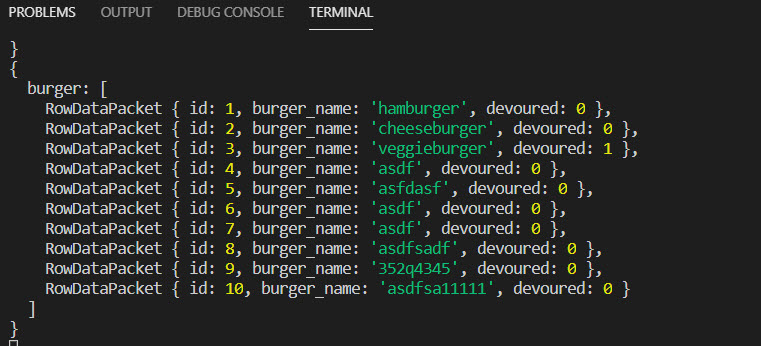 PROBLEMS OUTPUT DEBUG CONSOLE TERMINAL
}
{
  burger: [
    RowDataPacket { id: 1, burger_name: 'hamburger', devoured: 0 },
    RowDataPacket { id: 2, burger_name: 'cheeseburger', devoured: 0 },
    RowDataPacket { id: 3, burger_name: 'veggieburger', devoured: 1 },
    RowDataPacket { id: 4, burger_name: 'asdf', devoured: 0 },
    RowDataPacket { id: 5, burger_name: 'asfdasf', devoured: 0 },
    RowDataPacket { id: 6, burger_name: 'asdf', devoured: 0 },
    RowDataPacket { id: 7, burger_name: 'asdf', devoured: 0 },
    RowDataPacket { id: 8, burger_name: 'asdfsadf', devoured: 0 },
    RowDataPacket { id: 9, burger_name: '352q4345', devoured: 0 },
    RowDataPacket { id: 10, burger_name: 'asdfsa11111', devoured: 0 }
  ]
}